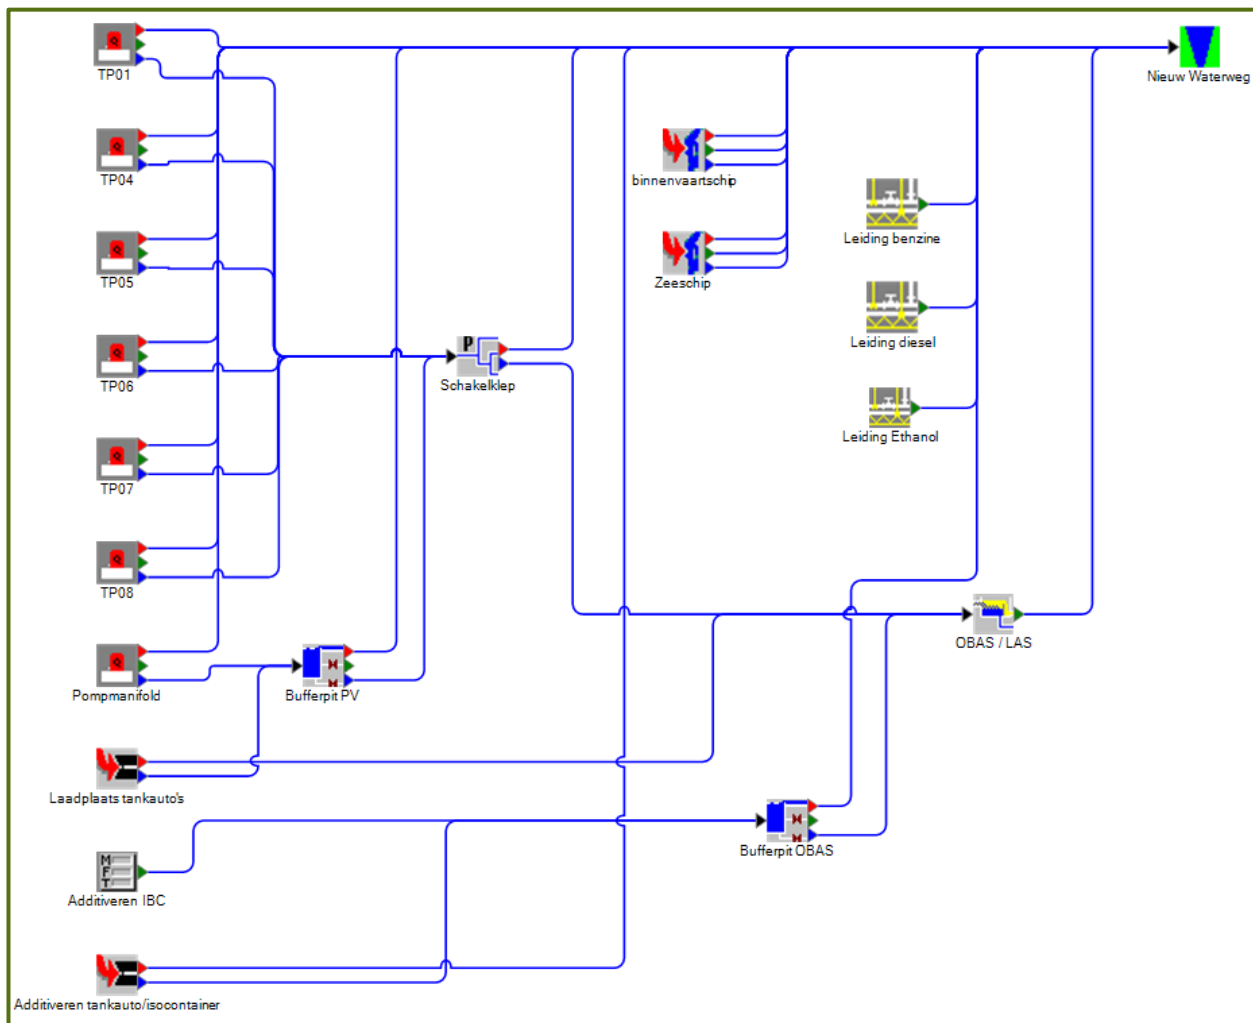 TP01
Nieuw Waterweg
TP04
binnenvaartschip
TP05
Zeeschip
Leiding benzine
TP06
Schakelklep
Leiding diesel
Leiding Ethanol
TP07
TP08
OBAS / LAS
Pompmanifold
Bufferpit PV
Laadplaats tankauto's
Bufferpit OBAS
M
F
T
Additiveren IBC
Additiveren tankauto/isocontainer
P